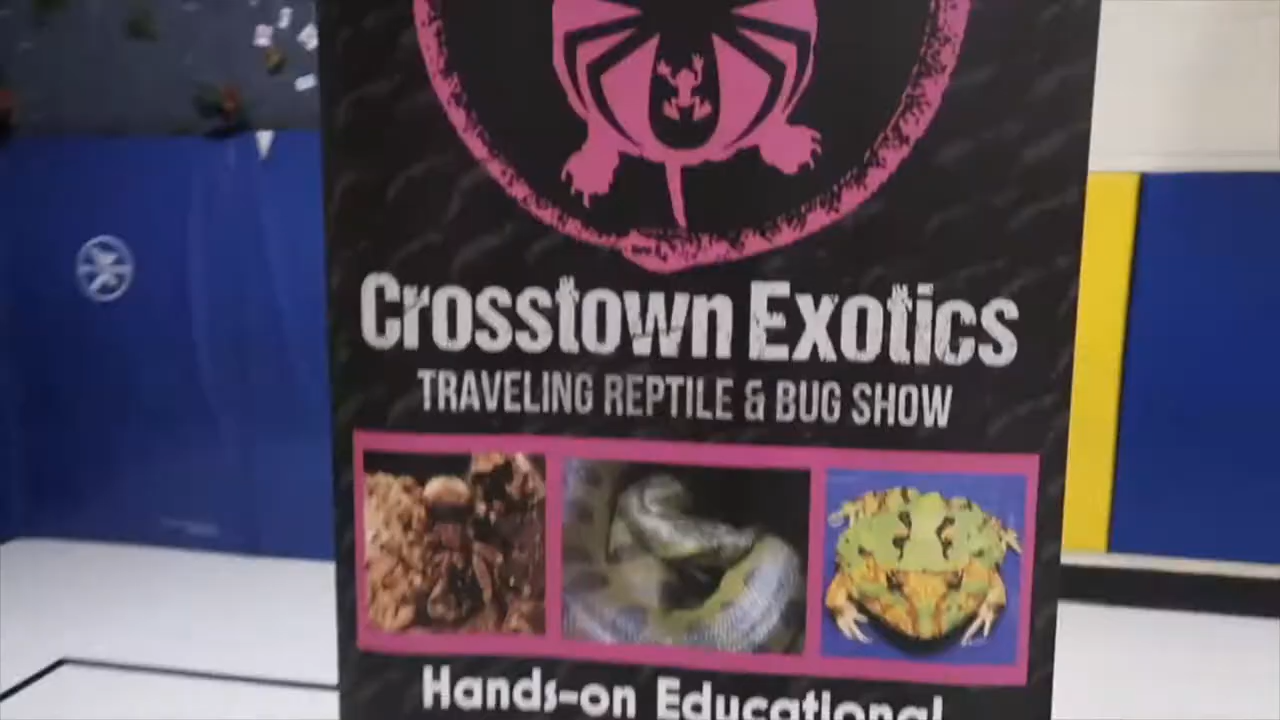 Crosstown Exotics
TRAVELING REPTILE & BUG SHOW
Hands-on Educational